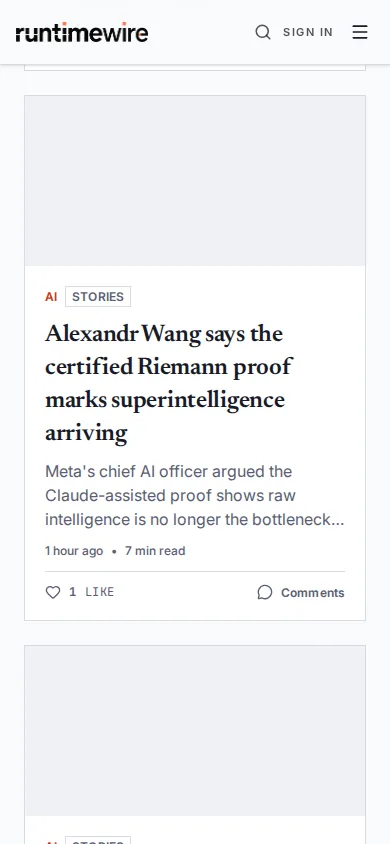 runtimewire
SIGN IN
AI STORIES
Alexandr Wang says the
certified Riemann proof
marks superintelligence
arriving
Meta's chief AI officer argued the
Claude-assisted proof shows raw
intelligence is no longer the bottleneck...
1 hour ago • 7 min read
1 LIKE
Comments
AI STORIES